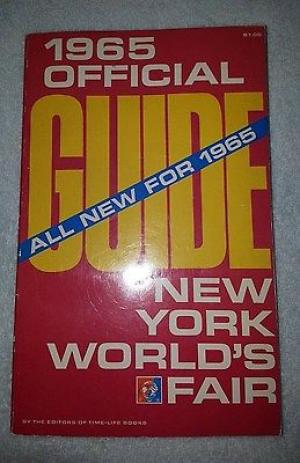 $1.00
1965
OFFICIAL
GUIDE
ALL NEW FOR 1965
NEW
YORK
WORLD'S
FAIR
BY THE EDITORS OF TIME-LIFE BOOKS